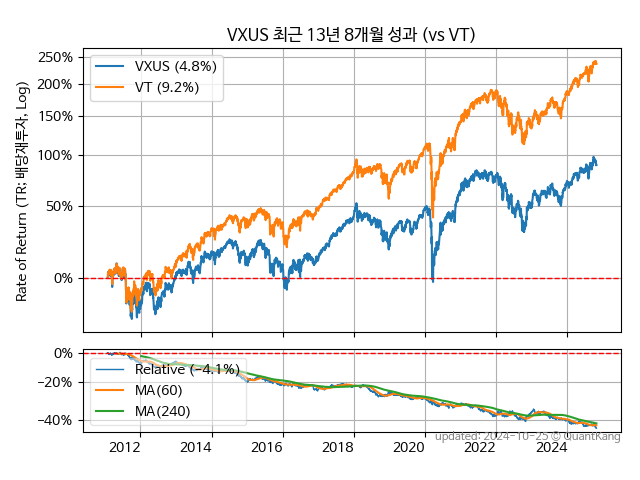 VXUS 최근 13년 8개월 성과 (vs VT)
Rate of Return (TR: 배당재투자, Log)
250%
200%
150%
100%
50%
0%
VXUS (4.8%)
VT (9.2%)
0%
−20%
−40%
Relative (−4.1%)
MA(60)
MA(240)
2012 2014 2016 2018 2020 2022 2024
updated: 2024-10-25 © QuantKang